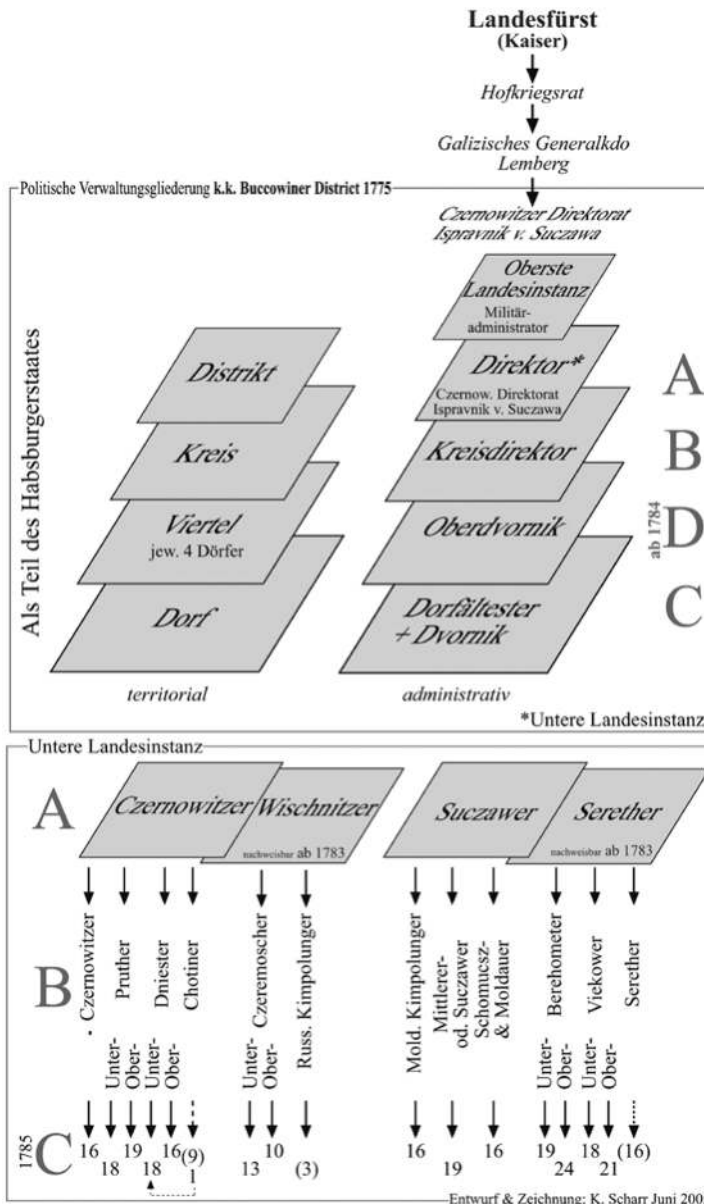 Landesfürst
(Kaiser)
Hofkriegsrat
Galizisches Generalkdo
Lemberg
Politische Verwaltungsgliederung k.k. Buccowiner District 1775
Czernowitzer Direktorat
Ispravnik v. Suczawa
Als Teil des Habsburgerstaates
Oberste
Landesinstanz
Militär-
administrator
Distrikt
Direktor*
Czernow. Direktorat
Ispravnik v. Suczawa
A
Kreis
Kreisdirektor
B
Viertel
jew. 4 Dörfer
Oberdvornik
ab 1784
D
Dorf
Dorfältester
+ Dvornik
C
territorial
administrativ
*Untere Landesinstanz
Untere Landesinstanz
A
Czernowitzer
Wischnitzer
nachweisbar ab 1783
Suczawer
Serether
nachweisbar ab 1783
B
Czernowitzer
Pruther
Unter-
Ober-
Dniester
Unter-
Ober-
Chotiner
Czeremoscher
Unter-
Ober-
Russ. Kimpolunger
Mold. Kimpolunger
Mittlerer-
od. Suczawer
Schomucsz-
& Moldauer
Berehometer
Unter-
Ober-
Viekower
Unter-
Ober-
Serether
1785
C
16 18 19 18 16 (9) 1 13 10 (3) 16 19 16 19 24 18 21 (16)
Entwurf & Zeichnung: K. Scharr Juni 200